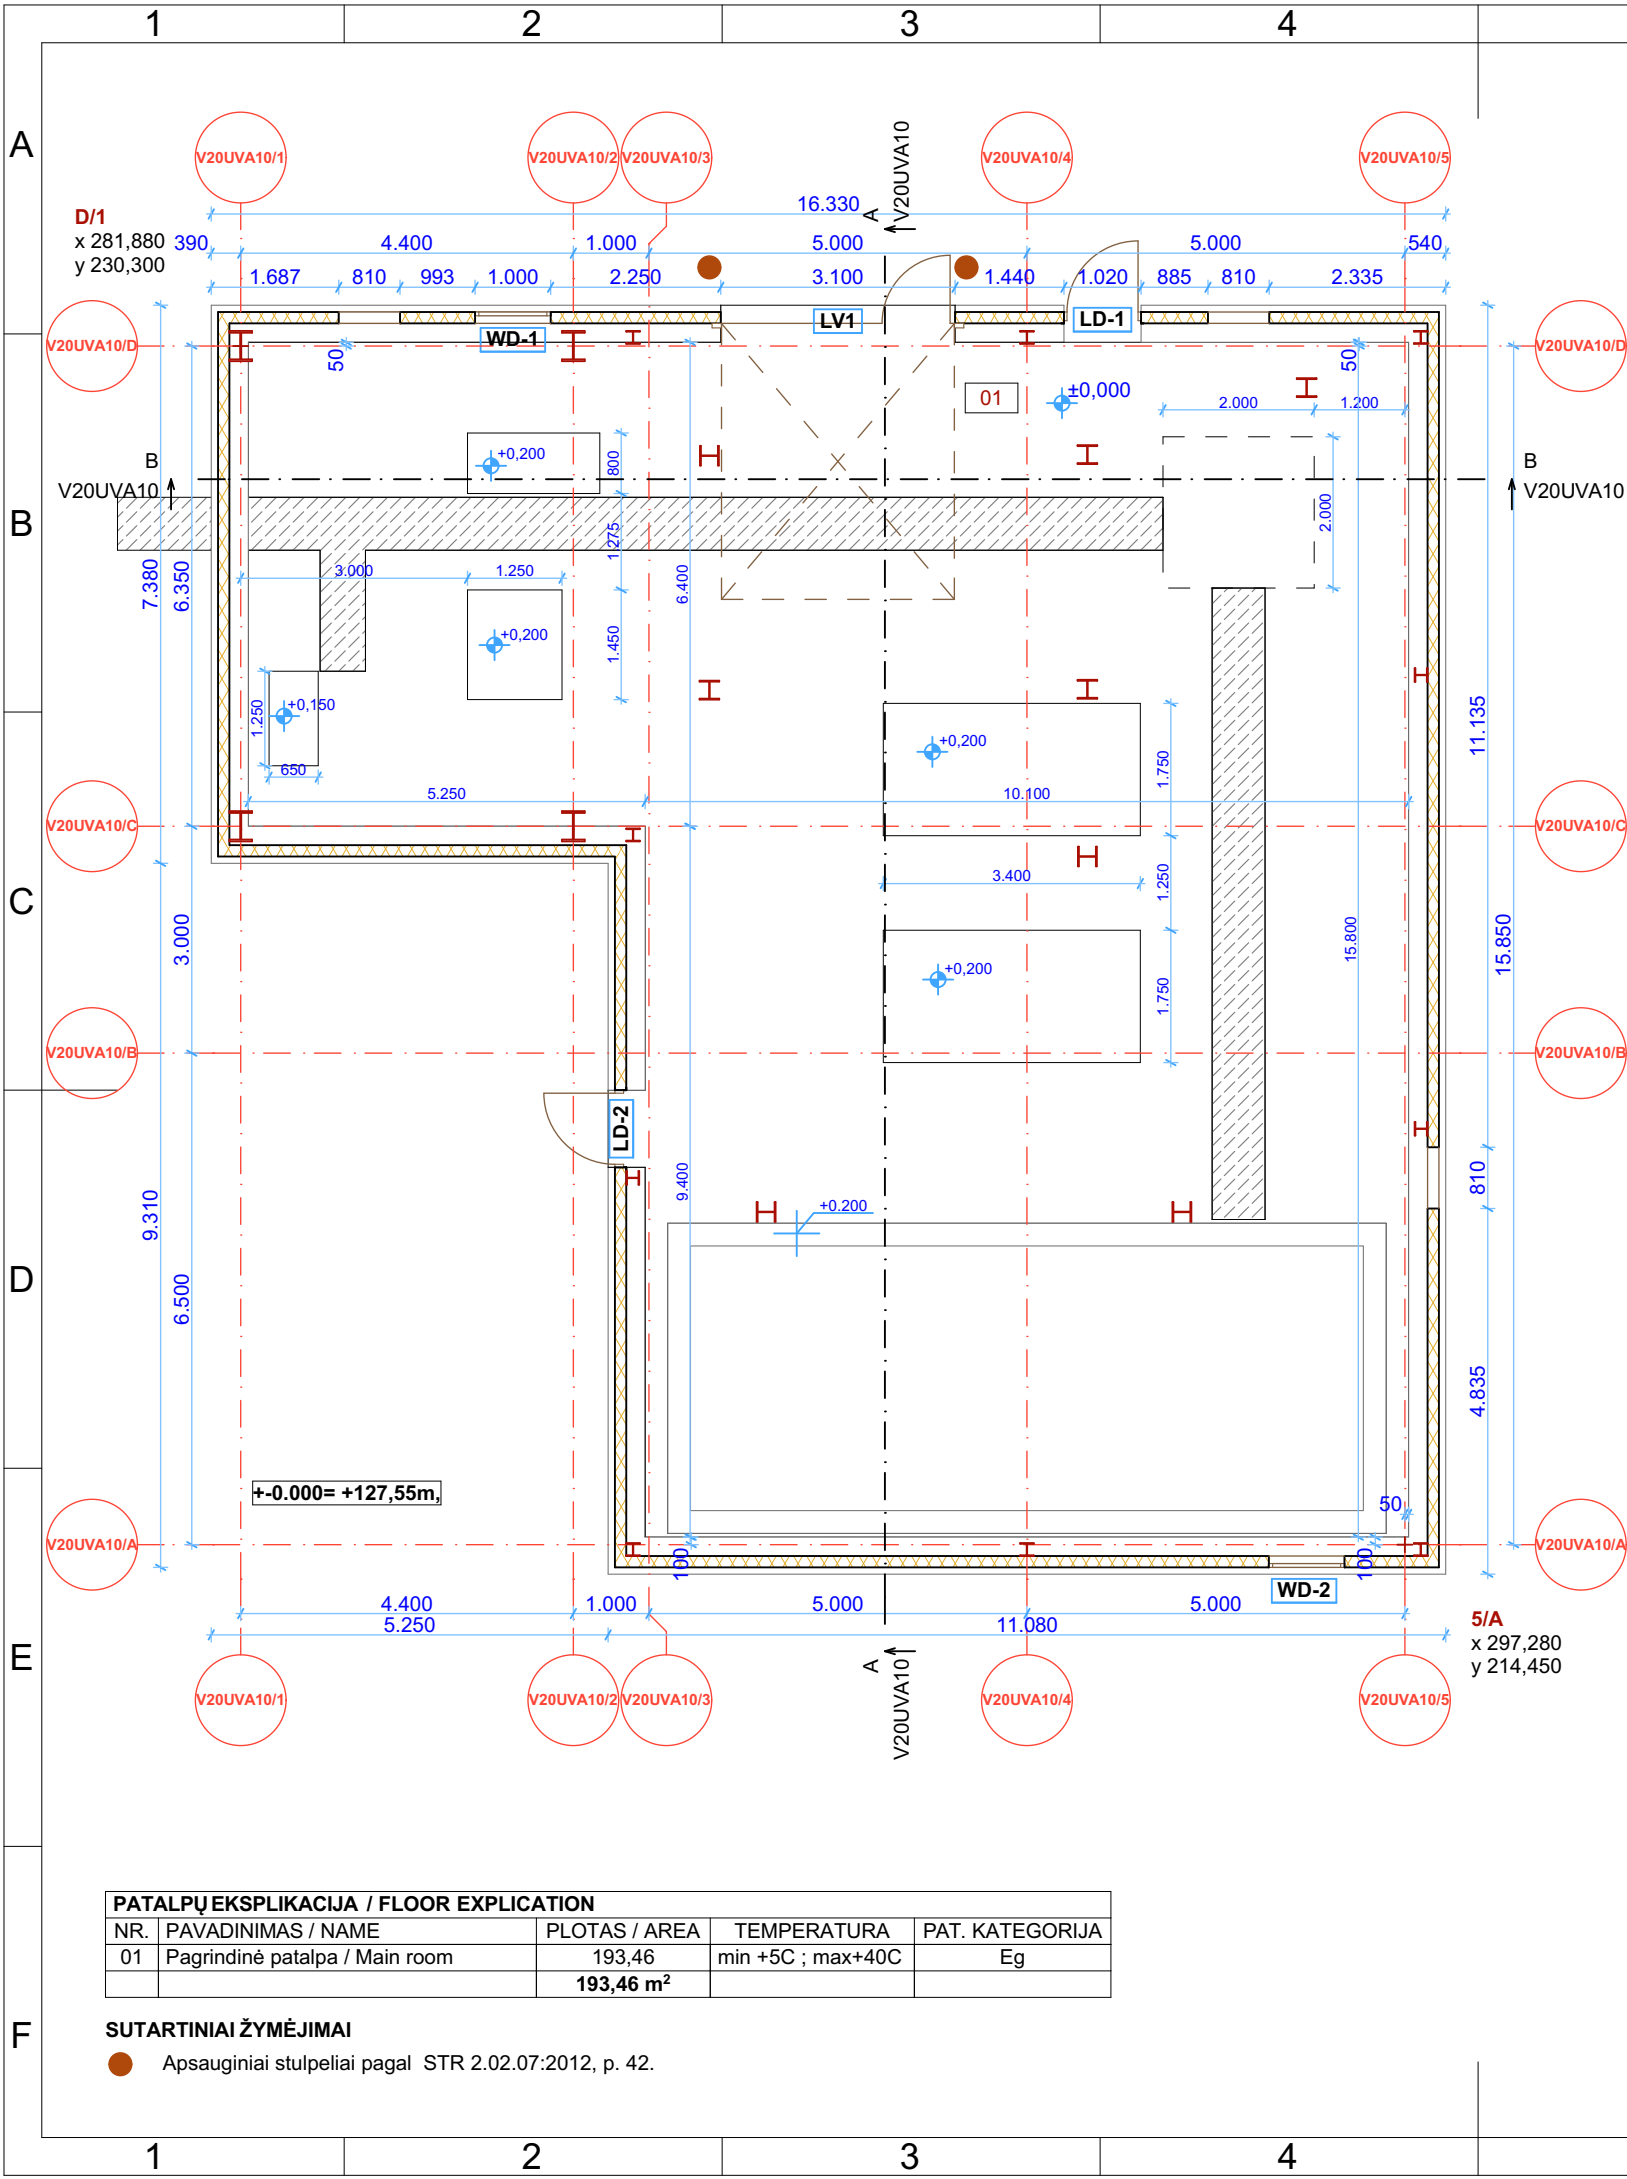 1 2 3 4
A
V20UVA10/1 V20UVA10/2 V20UVA10/3 V20UVA10/4 V20UVA10/5
A
V20UVA10
16.330
D/1
x 281,880
y 230,300
390 4.400 1.000 5.000 5.000 540
1.687 810 993 1.000 2.250 3.100 1.440 1.020 885 810 2.335
WD-1 LV1 LD-1
V20UVA10/D V20UVA10/D
50 50
01
±0,000
2.000 1.200
B
V20UVA10
B
V20UVA10
+0,200
800
2.000
B
1.275
7.380
6.350
3.000 1.250
6.400
+0,200
1.450
1.250
+0,150
650
+0,200
1.750
11.135
5.250 10.100
V20UVA10/C V20UVA10/C
3.400
1.250
C
3.000
15.800
15.850
+0,200
1.750
V20UVA10/B V20UVA10/B
LD-2
9.310
9.400
810
+0.200
D
6.500
4.835
+-0.000= +127,55m,
50
V20UVA10/A V20UVA10/A
100 100
WD-2
4.400 1.000 5.000 5.000
5.250 11.080
5/A
x 297,280
y 214,450
E
A
V20UVA10
V20UVA10/1 V20UVA10/2 V20UVA10/3 V20UVA10/4 V20UVA10/5
PATALPŲ EKSPLIKACIJA / FLOOR EXPLICATION
NR. PAVADINIMAS / NAME PLOTAS / AREA TEMPERATURA PAT. KATEGORIJA
01 Pagrindinė patalpa / Main room 193,46 min +5C ; max+40C Eg
193,46 m²
F
SUTARTINIAI ŽYMĖJIMAI
Apsauginiai stulpeliai pagal STR 2.02.07:2012, p. 42.
1 2 3 4